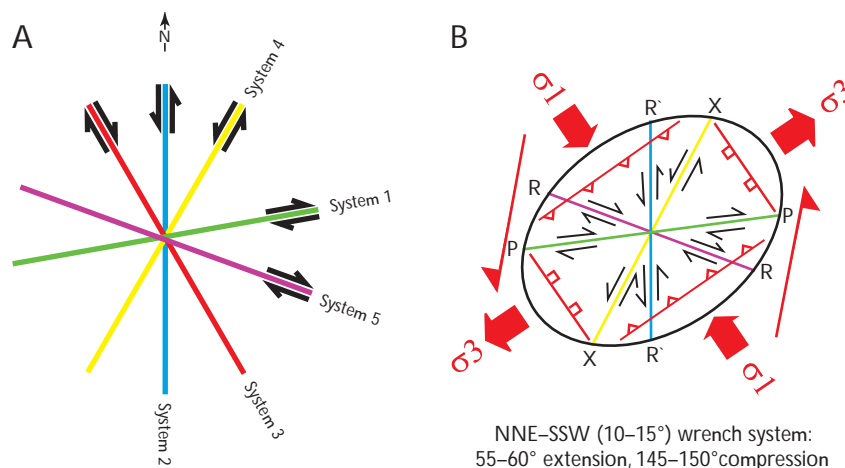 A
N
System 4
System 1
System 5
System 3
System 2
B
σ1
R`
X
σ3
R
P
P
R
σ3
X
R`
σ1
NNE–SSW (10–15°) wrench system:
55–60° extension, 145–150°compression